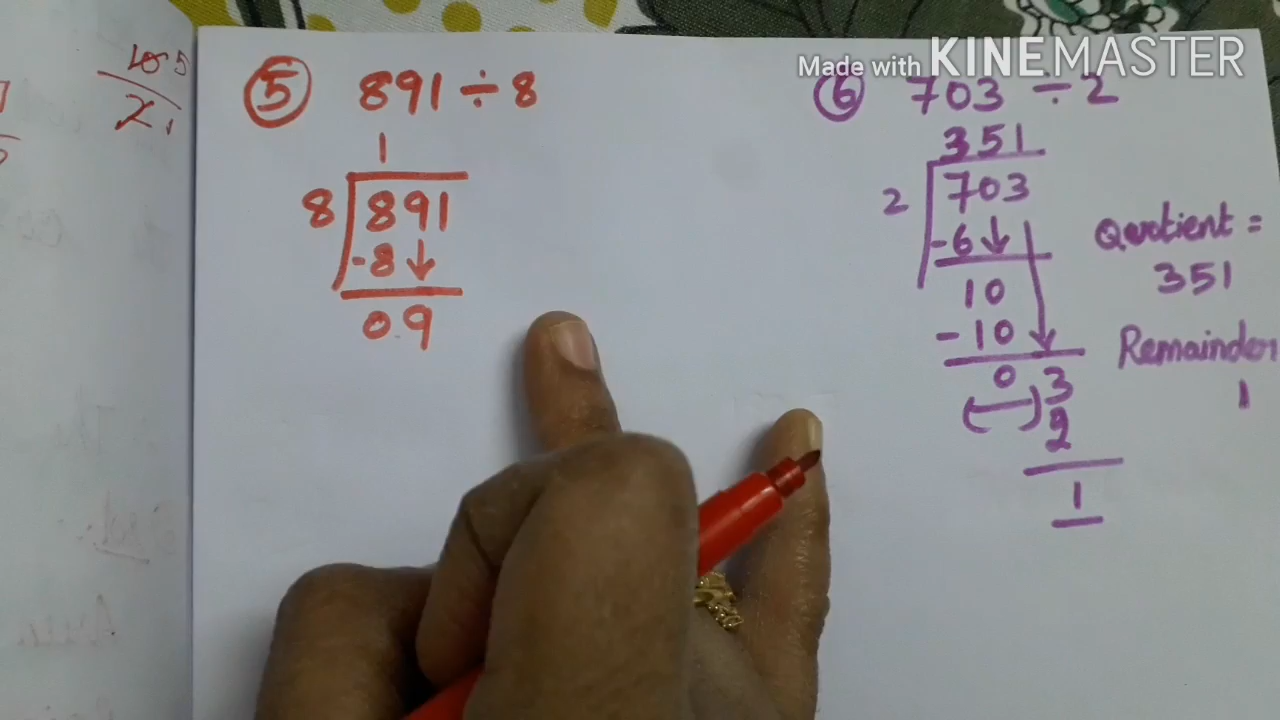 Made with KINEMASTER
5 891 ÷ 8
1
8 891
-8↓
09
6 703 ÷ 2
351
2 703
-6↓
10
-10
03
2
1
Quotient =
351
Remainder
1